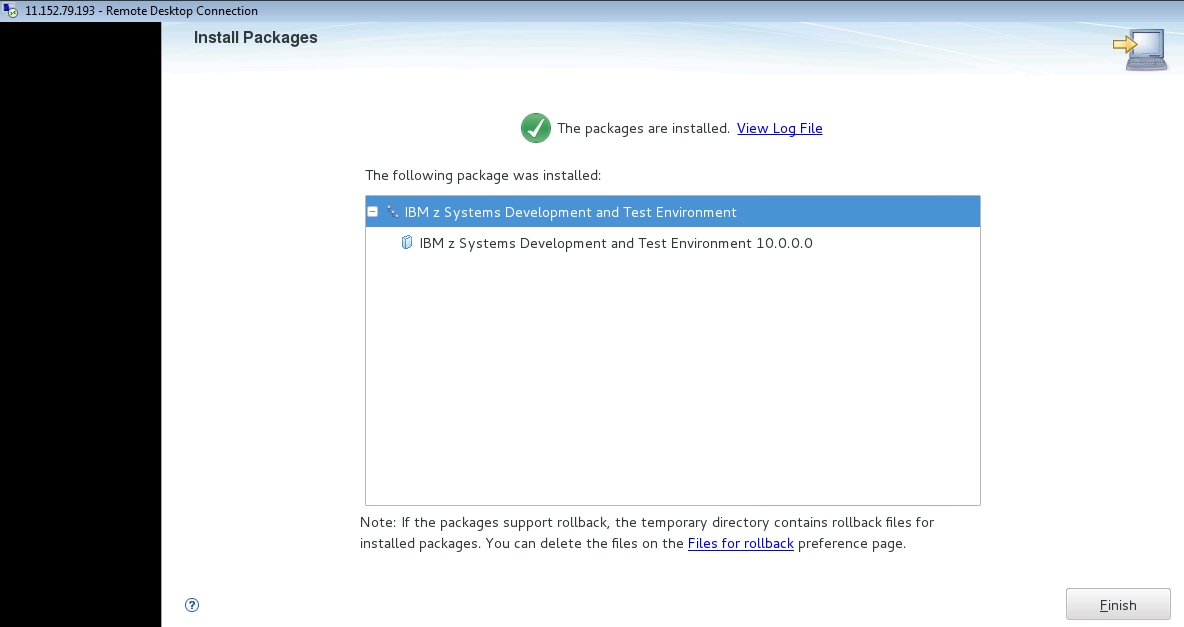 11.152.79.193 - Remote Desktop Connection
Install Packages
The packages are installed. View Log File
The following package was installed:
IBM z Systems Development and Test Environment
IBM z Systems Development and Test Environment 10.0.0.0
Note: If the packages support rollback, the temporary directory contains rollback files for
installed packages. You can delete the files on the Files for rollback preference page.
?
Finish